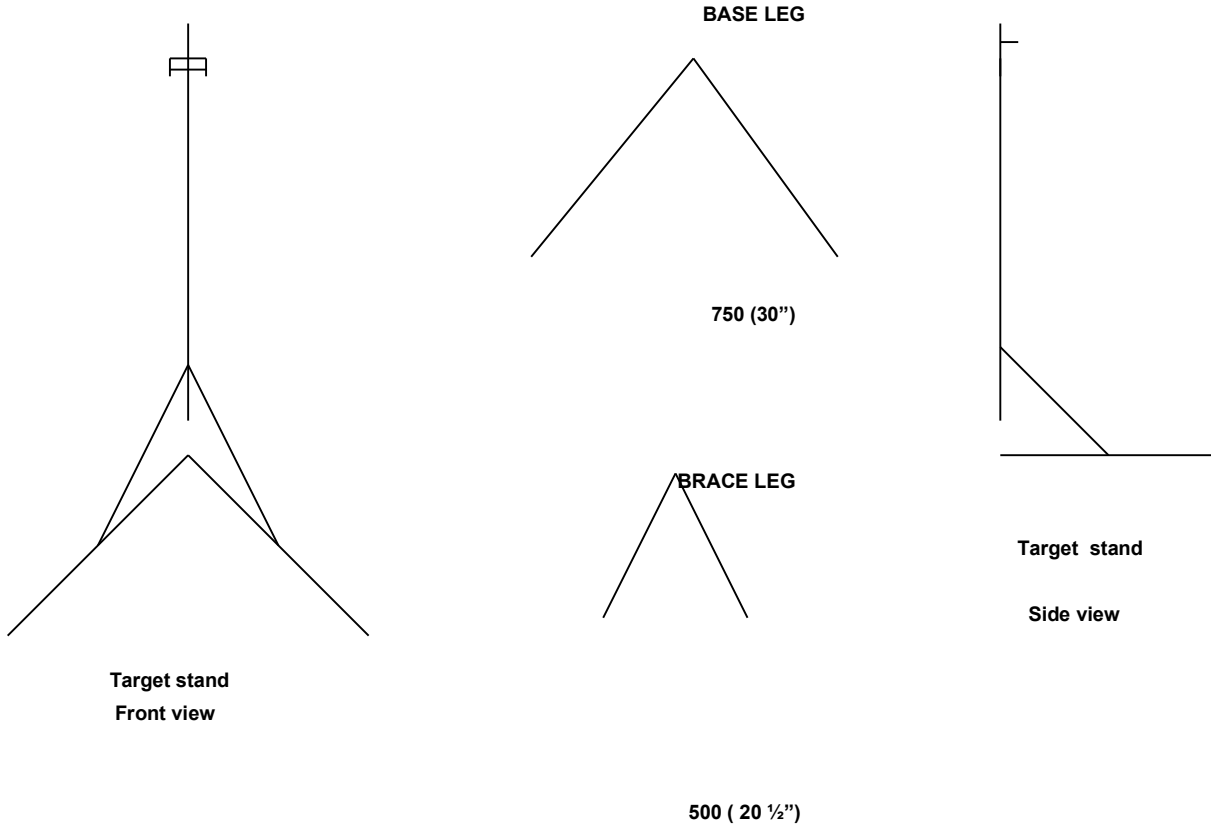 BASE LEG
750 (30”)
BRACE LEG
Target stand
Side view
Target stand
Front view
500 ( 20 ½”)